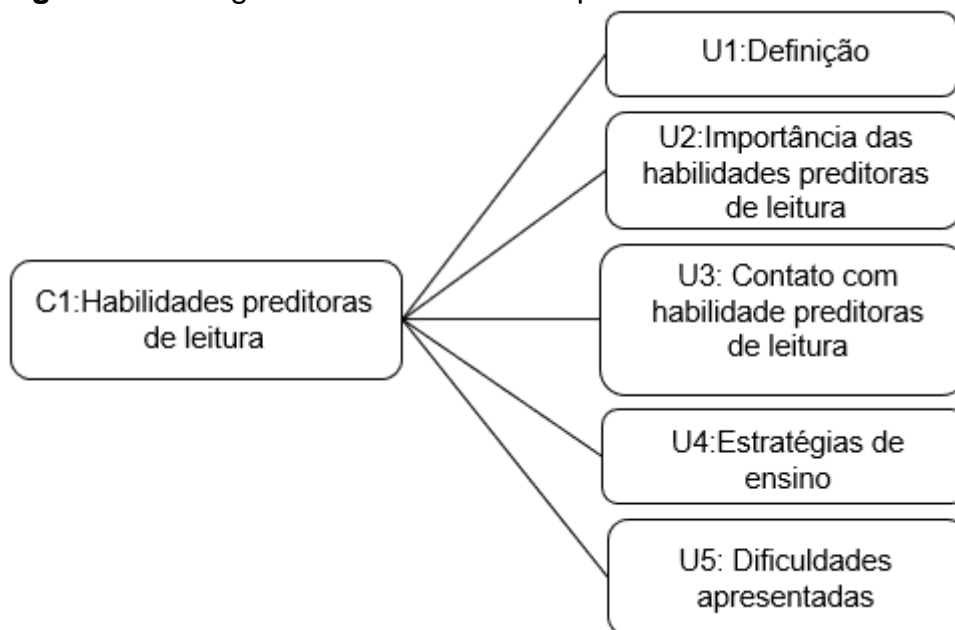 C1:Habilidades preditoras
de leitura
U1:Definição
U2:Importância das
habilidades preditoras
de leitura
U3: Contato com
habilidade preditoras
de leitura
U4:Estratégias de
ensino
U5: Dificuldades
apresentadas